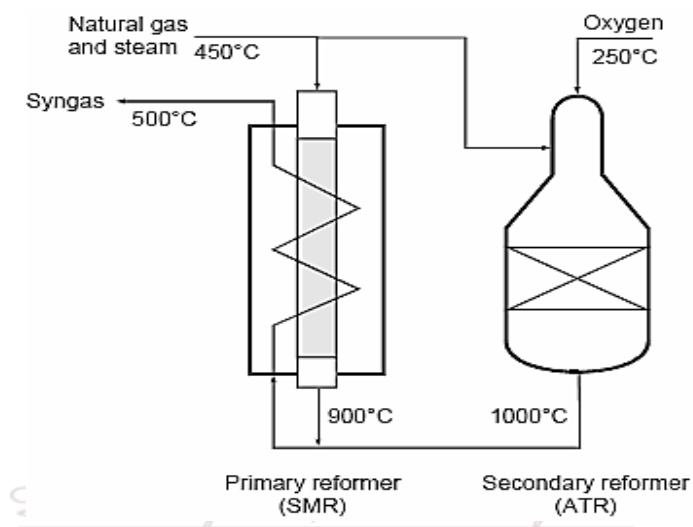 Natural gas
and steam
450°C
Oxygen
250°C
Syngas
500°C
900°C
1000°C
Primary reformer
(SMR)
Secondary reformer
(ATR)